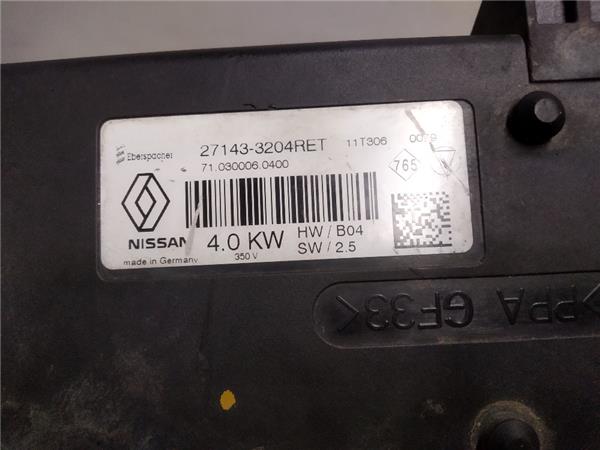 Eberspächer 27143-3204RET 11T306 0079
71.030006.0400
765
NISSAN 4.0 KW HW / B04
350 V SW / 2.5
made in Germany
>PPA GF33<